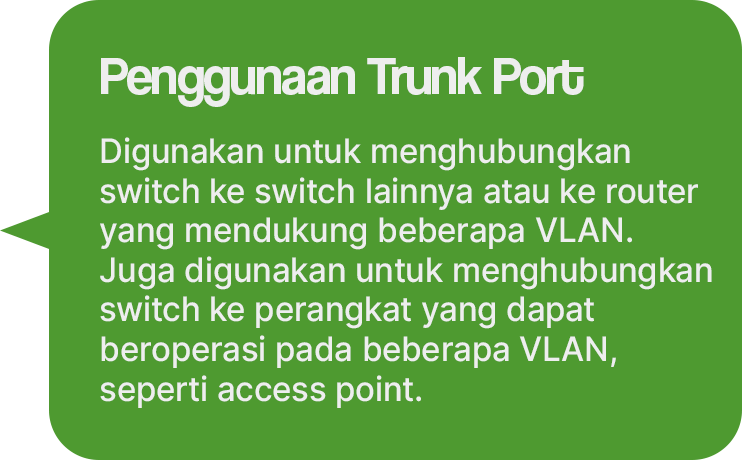 Penggunaan Trunk Port
Digunakan untuk menghubungkan
switch ke switch lainnya atau ke router
yang mendukung beberapa VLAN.
Juga digunakan untuk menghubungkan
switch ke perangkat yang dapat
beroperasi pada beberapa VLAN,
seperti access point.